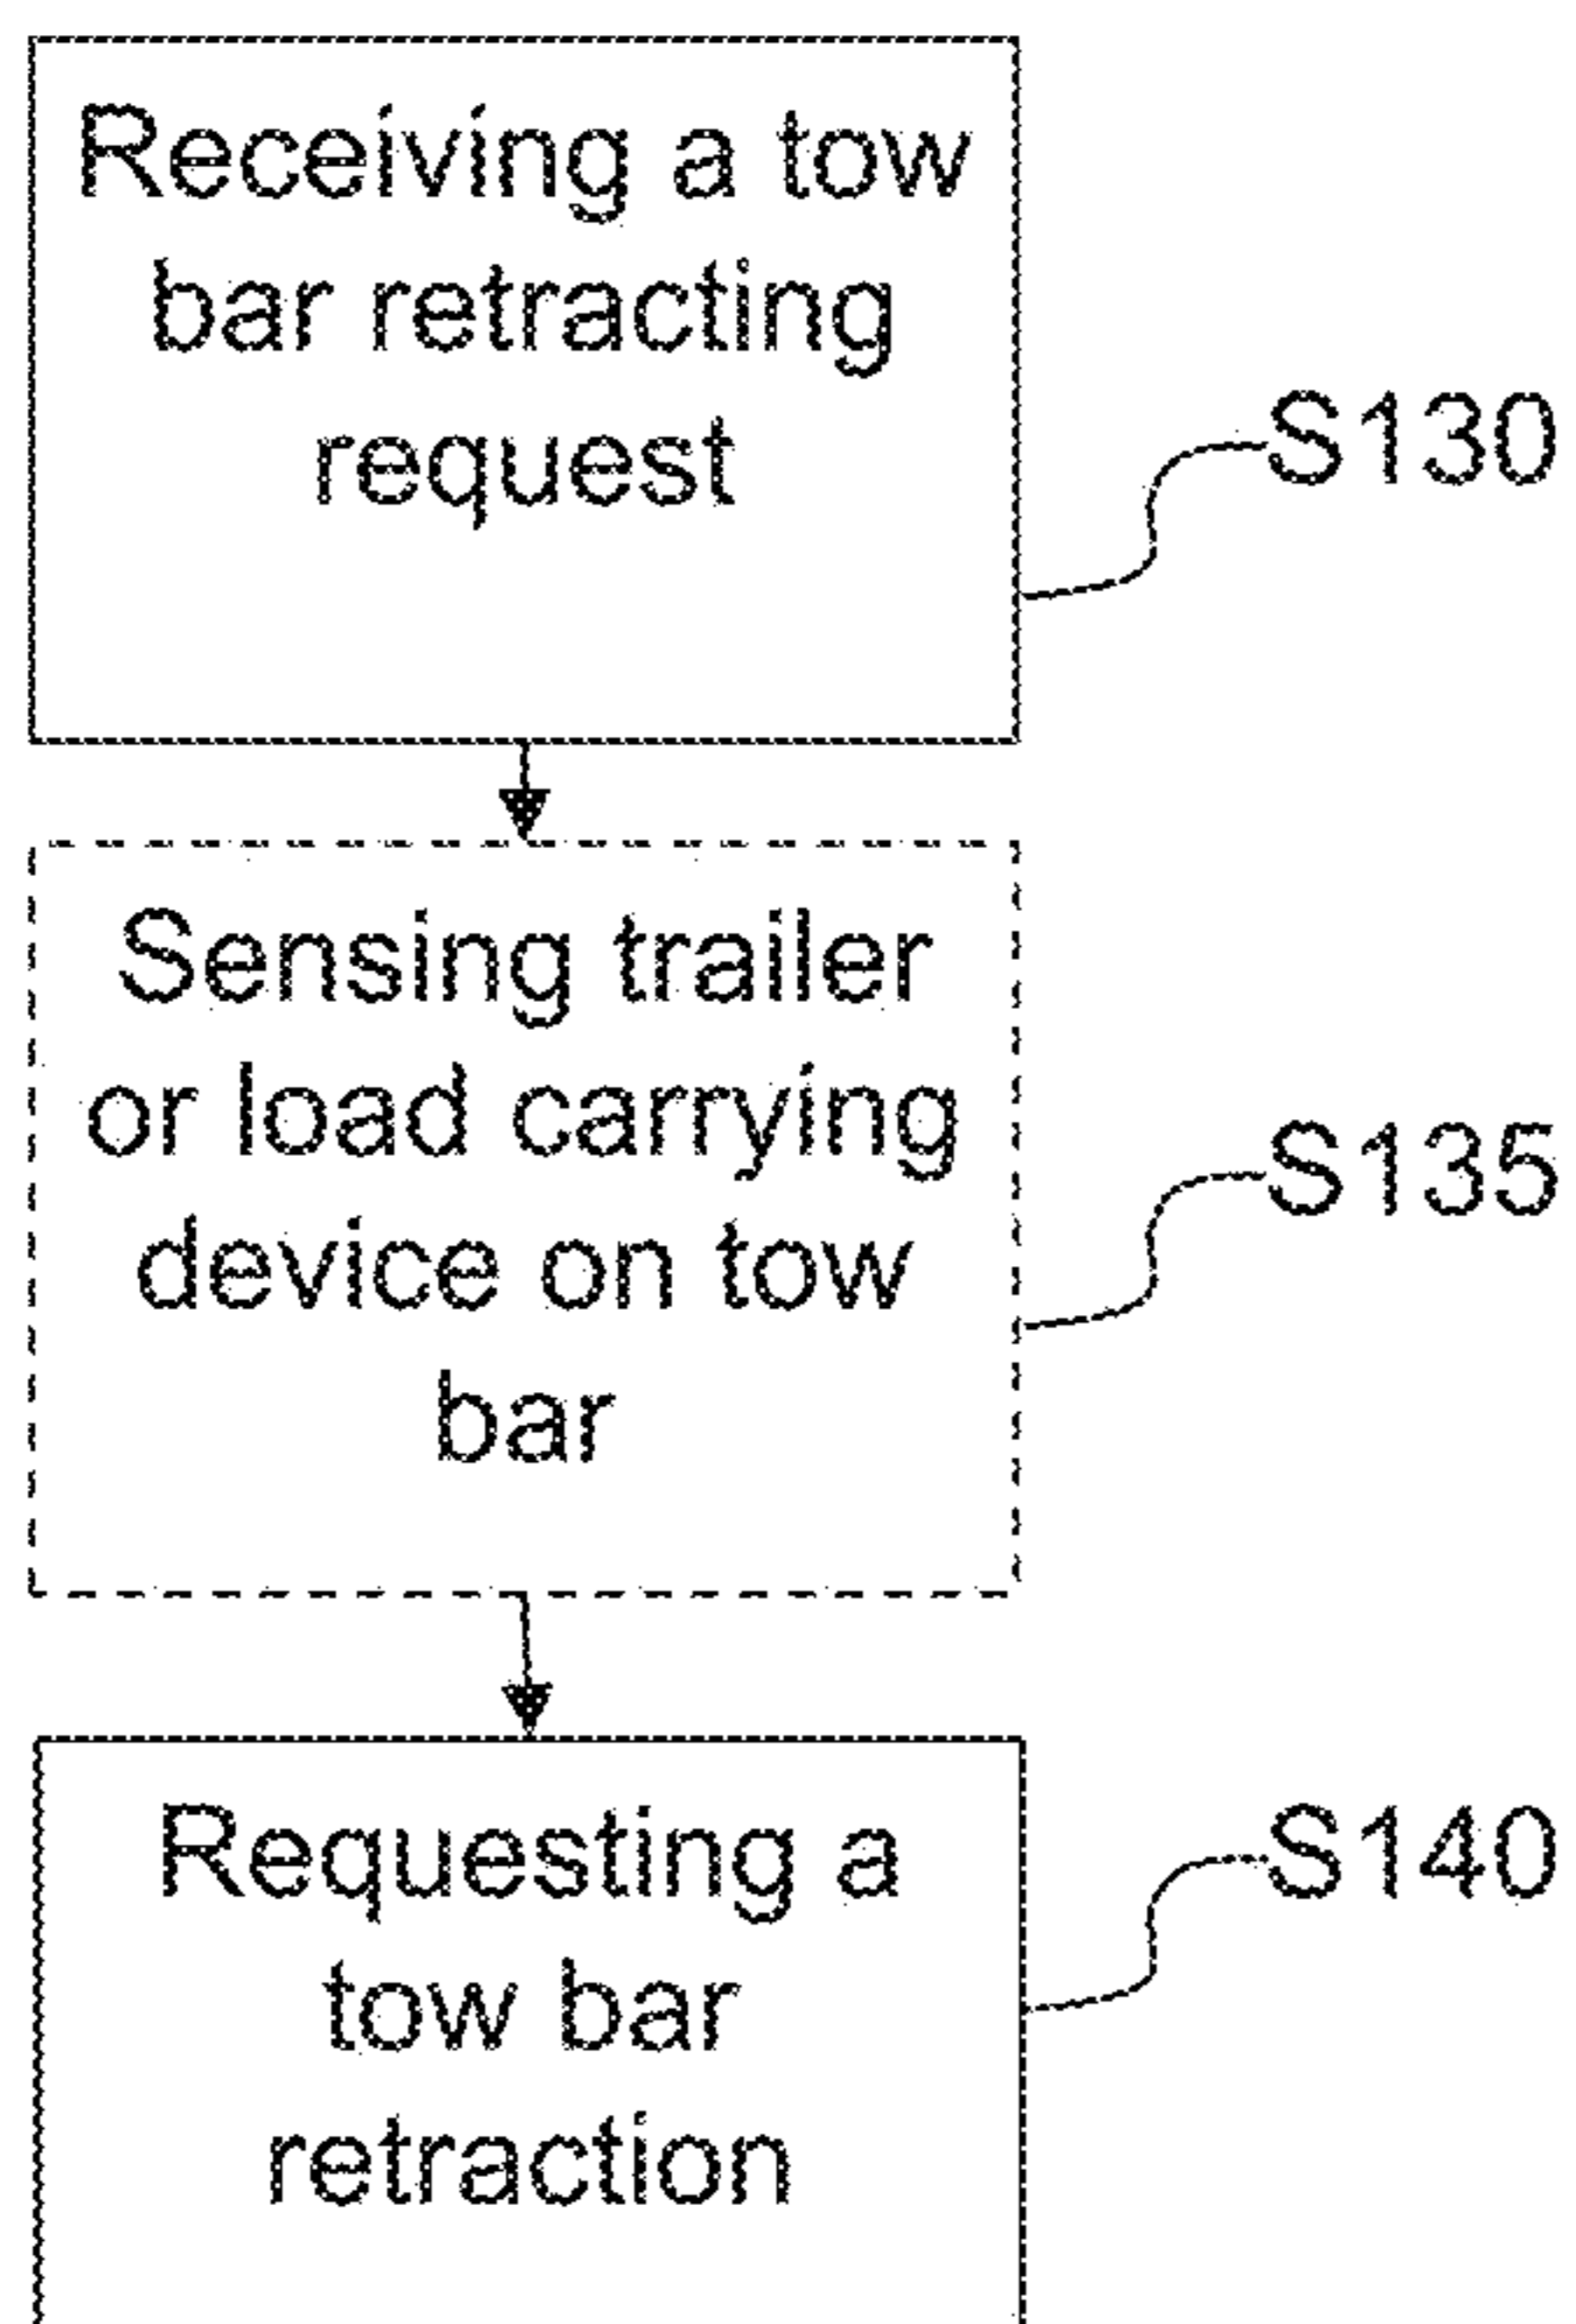 Receiving a tow
bar retracting
request
S130
Sensing trailer
or load carrying
device on tow
bar
S135
Requesting a
tow bar
retraction
S140